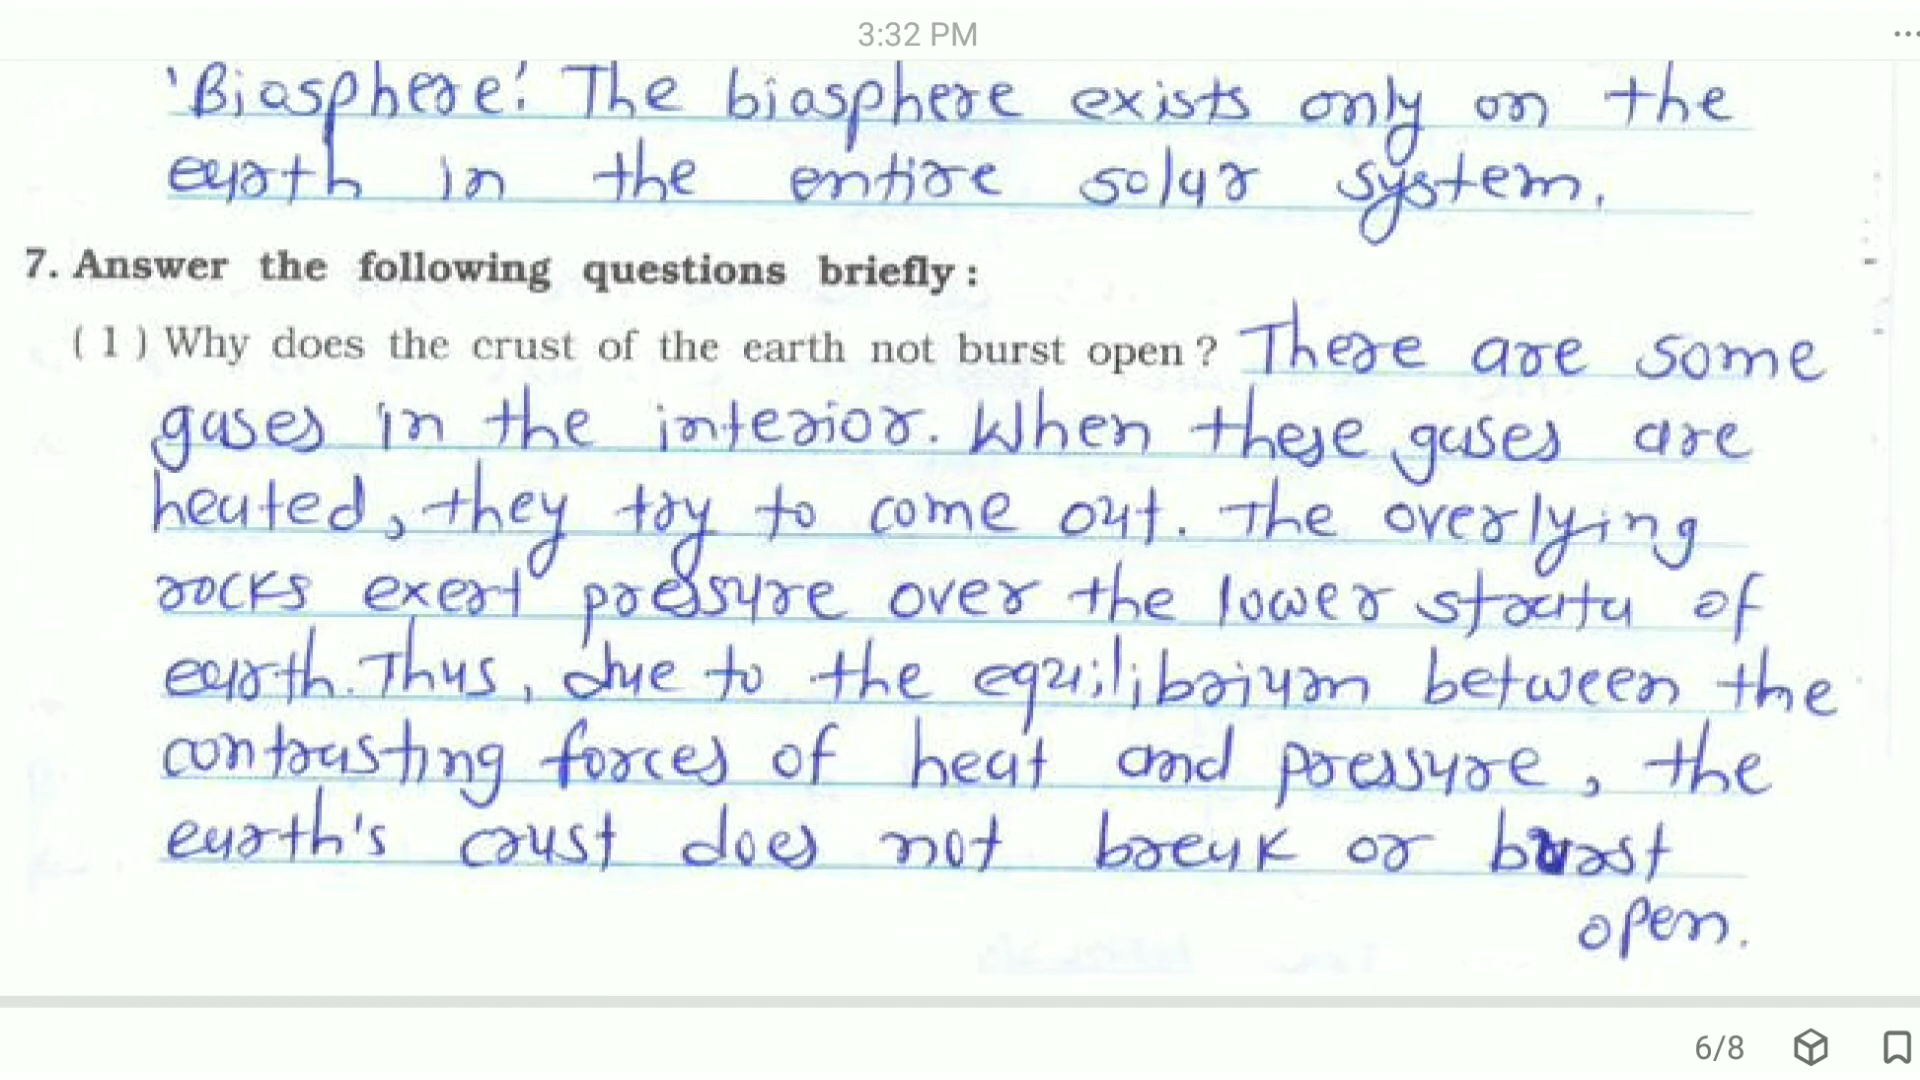 3:32 PM
'Biosphere'. The biosphere exists only on the
earth in the entire solar system.
7. Answer the following questions briefly :
( 1 ) Why does the crust of the earth not burst open ? There are some
gases in the interior. When these gases are
heated, they try to come out. The overlying
rocks exert pressure over the lower strata of
earth. Thus, due to the equilibrium between the
contrasting forces of heat and pressure, the
earth's crust does not break or burst
open.
6/8